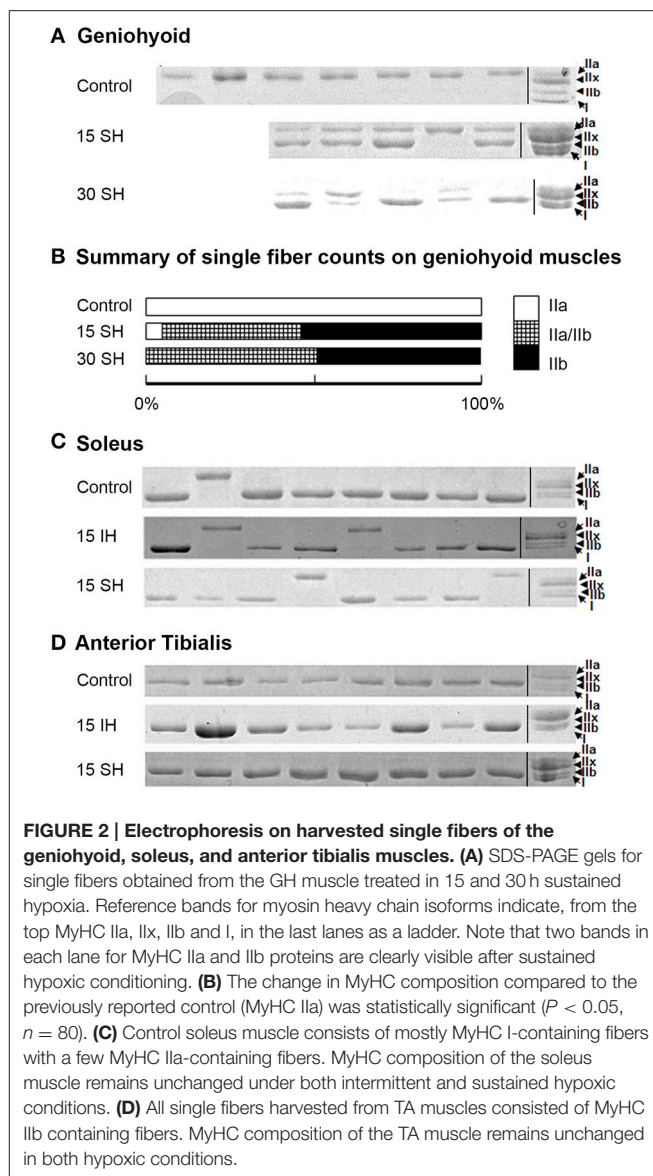 A Geniohyoid
Control
IIa
IIx
IIb
I
15 SH
IIa
IIx
IIb
I
30 SH
IIa
IIx
IIb
I
B Summary of single fiber counts on geniohyoid muscles
Control
15 SH
30 SH
0% 100%
IIa
IIa/IIb
IIb
C Soleus
Control
IIa
IIx
IIb
I
15 IH
IIa
IIx
IIb
I
15 SH
IIa
IIx
IIb
I
D Anterior Tibialis
Control
IIa
IIx
IIb
I
15 IH
IIa
IIx
IIb
I
15 SH
IIa
IIx
IIb
I
FIGURE 2 | Electrophoresis on harvested single fibers of the
geniohyoid, soleus, and anterior tibialis muscles. (A) SDS-PAGE gels for
single fibers obtained from the GH muscle treated in 15 and 30 h sustained
hypoxia. Reference bands for myosin heavy chain isoforms indicate, from the
top MyHC IIa, IIx, IIb and I, in the last lanes as a ladder. Note that two bands in
each lane for MyHC IIa and IIb proteins are clearly visible after sustained
hypoxic conditioning. (B) The change in MyHC composition compared to the
previously reported control (MyHC IIa) was statistically significant (P < 0.05,
n = 80). (C) Control soleus muscle consists of mostly MyHC I-containing fibers
with a few MyHC IIa-containing fibers. MyHC composition of the soleus
muscle remains unchanged under both intermittent and sustained hypoxic
conditions. (D) All single fibers harvested from TA muscles consisted of MyHC
IIb containing fibers. MyHC composition of the TA muscle remains unchanged
in both hypoxic conditions.